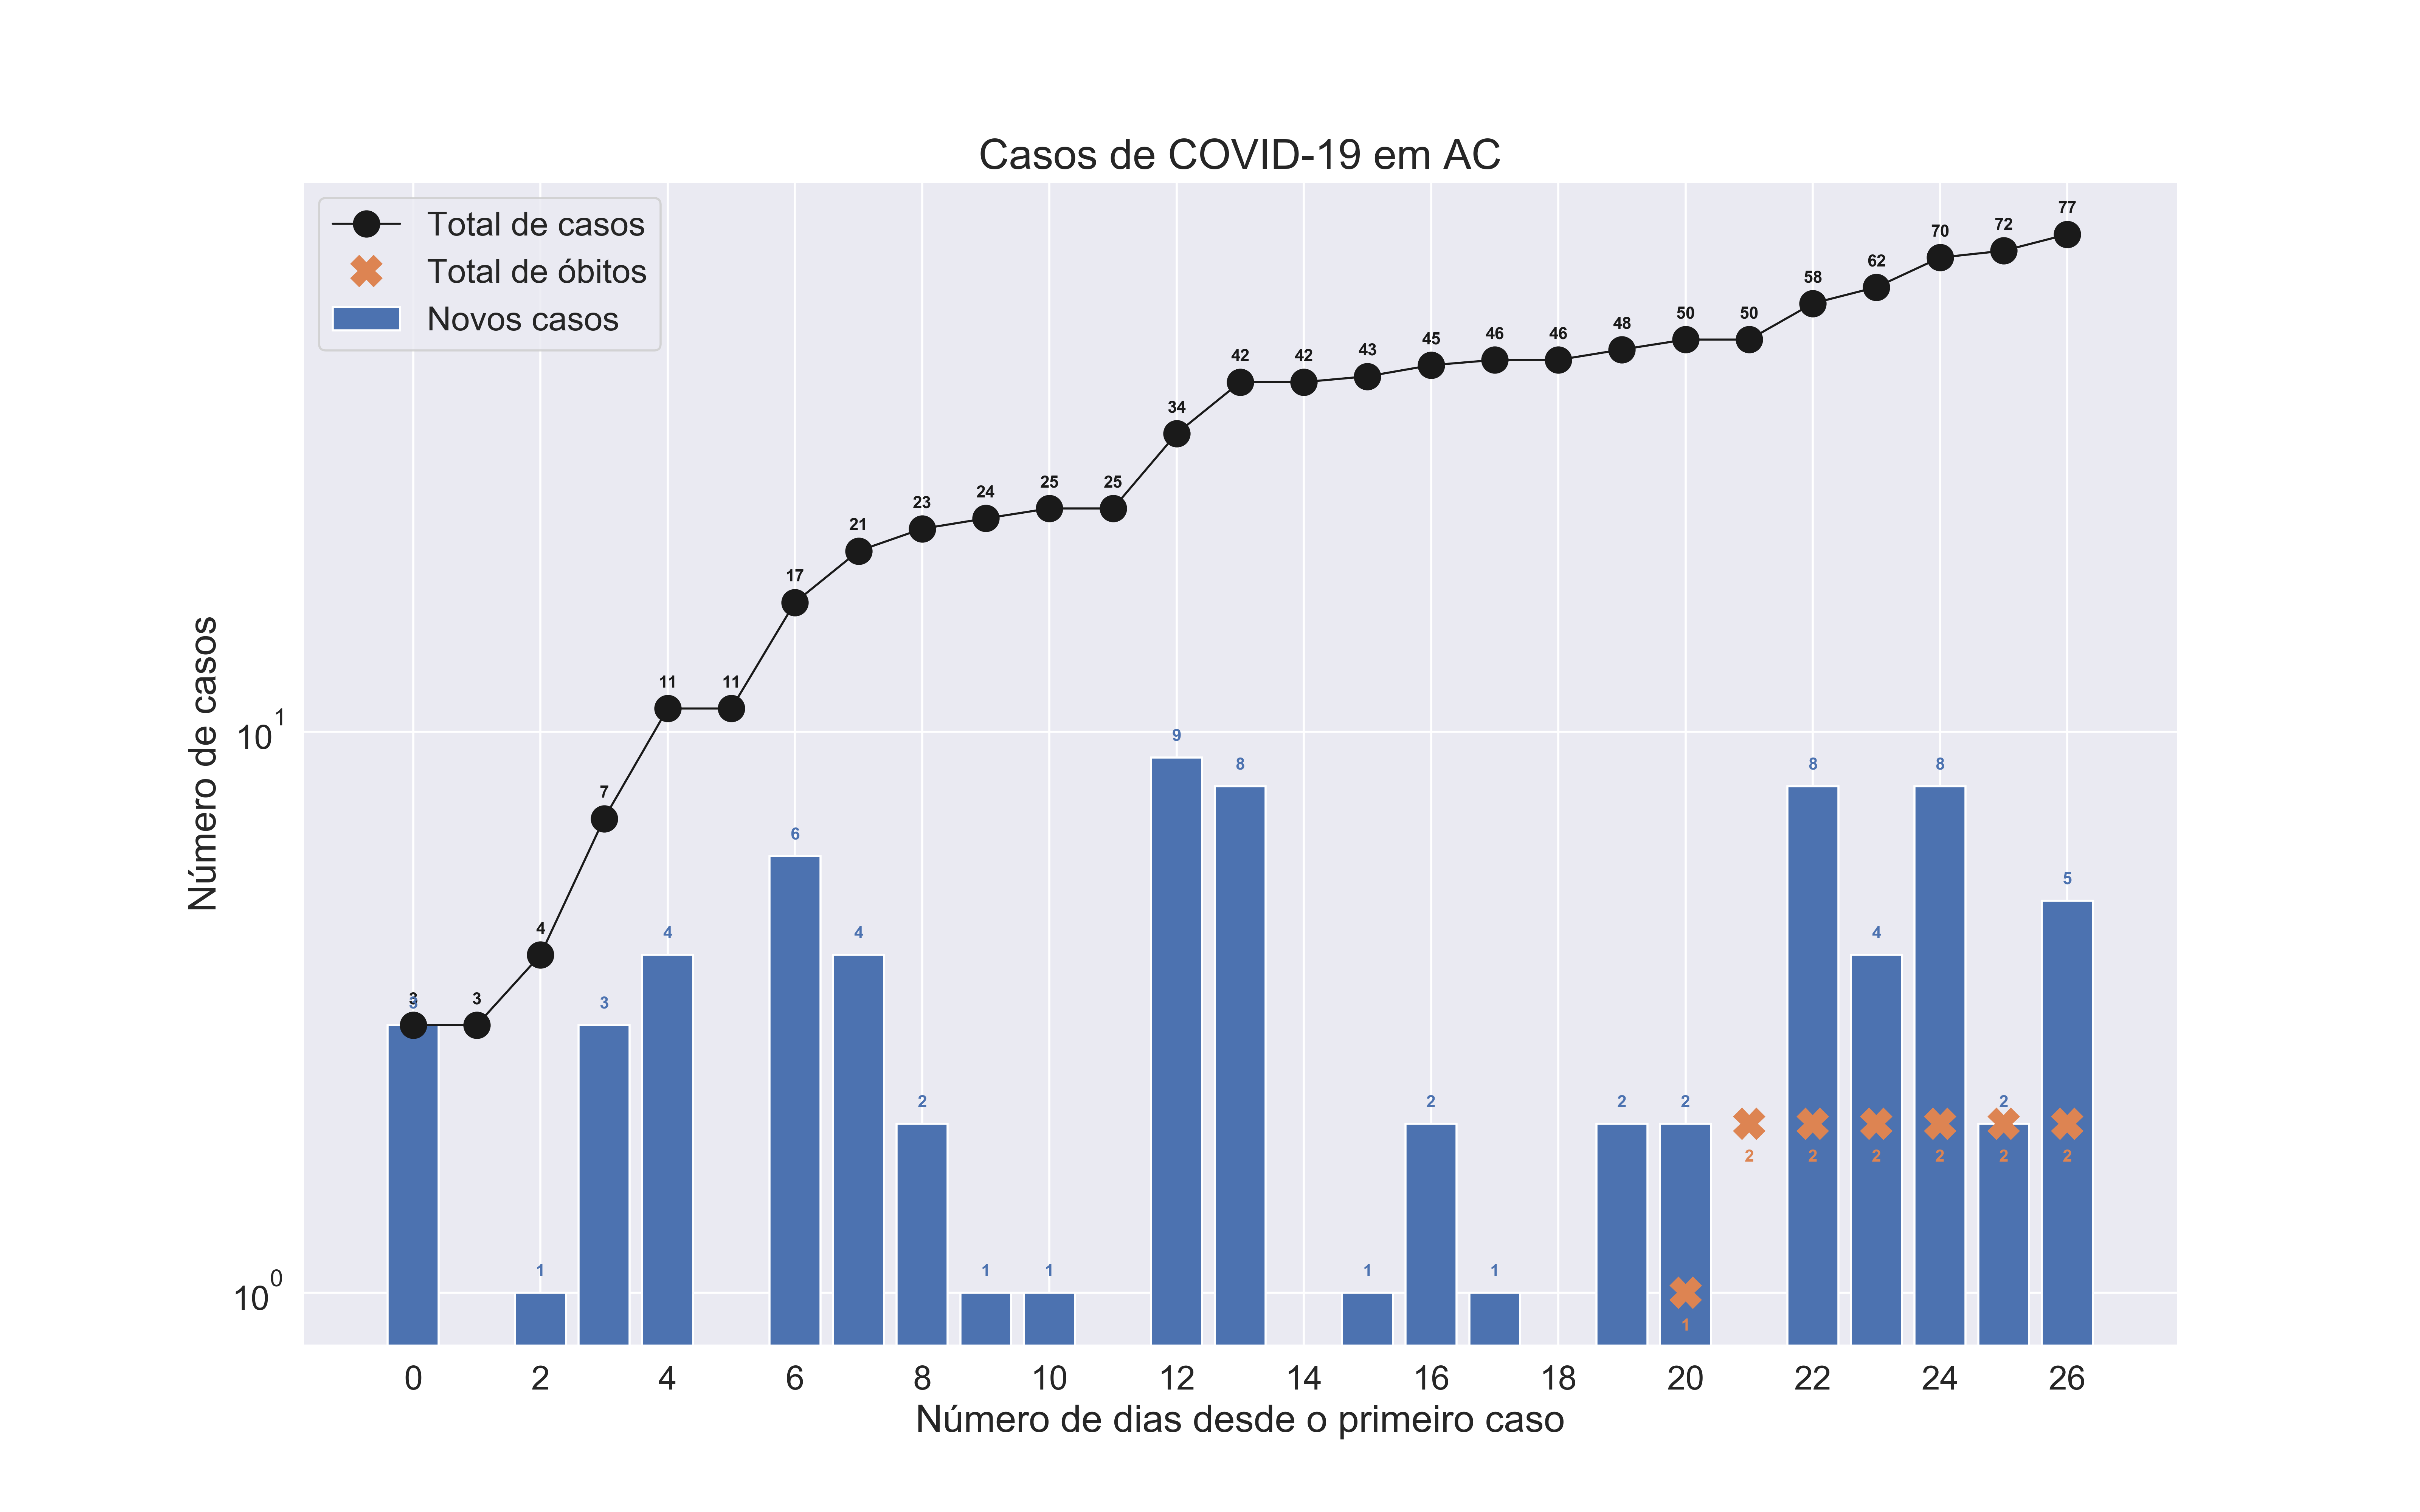 Casos de COVID-19 em AC
Total de casos
Total de óbitos
Novos casos
Número de casos
10^1
10^0
3 3 4 7 11 11 17 21 23 24 25 25 34 42 42 43 45 46 46 48 50 50 58 62 70 72 77
3 1 3 4 6 4 2 1 1 9 8 1 2 1 2 2 8 4 8 2 5
1 2 2 2 2 2 2
0 2 4 6 8 10 12 14 16 18 20 22 24 26
Número de dias desde o primeiro caso